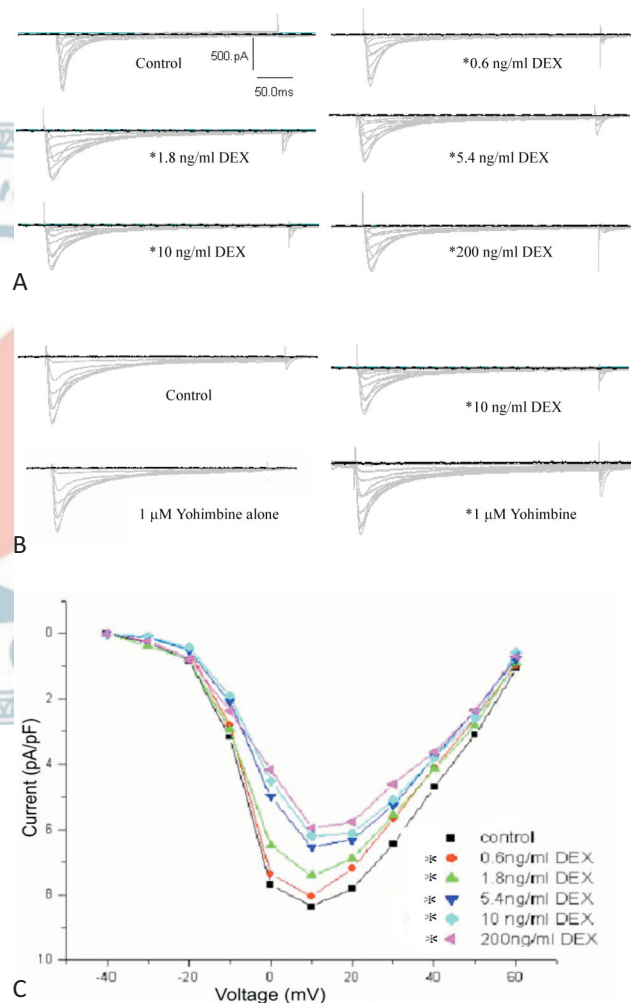 Control
500.pA
50.0ms
*0.6 ng/ml DEX
*1.8 ng/ml DEX
*5.4 ng/ml DEX
*10 ng/ml DEX
*200 ng/ml DEX
A
Control
*10 ng/ml DEX
1 μM Yohimbine alone
*1 μM Yohimbine
B
Current (pA/pF)
0
2
4
6
8
10
control
* 0.6ng/ml DEX
* 1.8ng/ml DEX
* 5.4ng/ml DEX
* 10 ng/ml DEX
* 200ng/ml DEX
-40
-20
0
20
40
60
Voltage (mV)
C